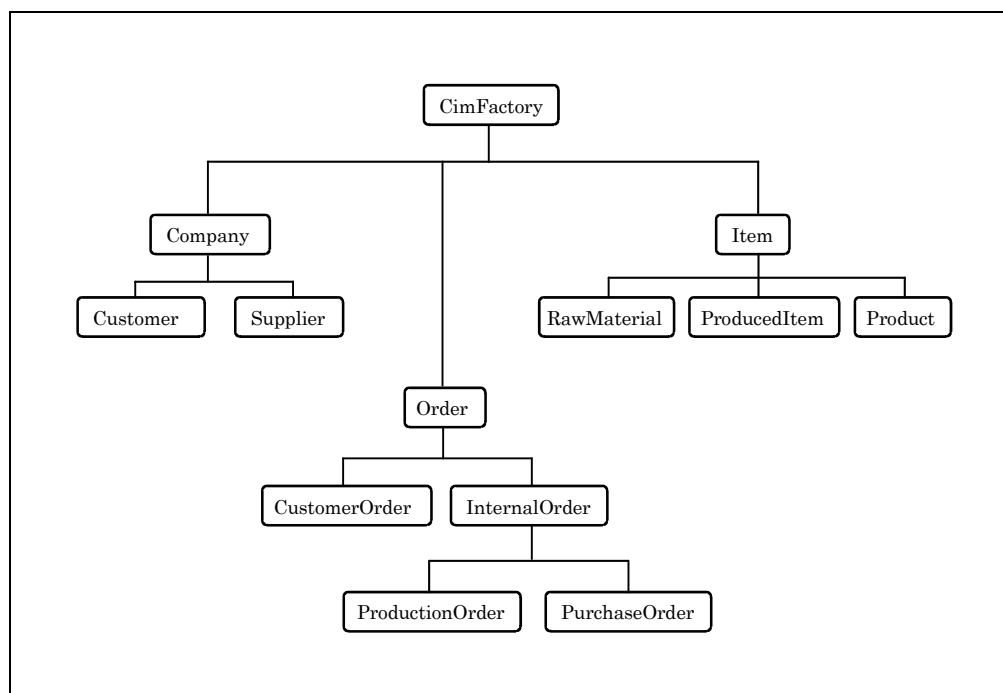 CimFactory
Company
Item
Customer
Supplier
RawMaterial
ProducedItem
Product
Order
CustomerOrder
InternalOrder
ProductionOrder
PurchaseOrder